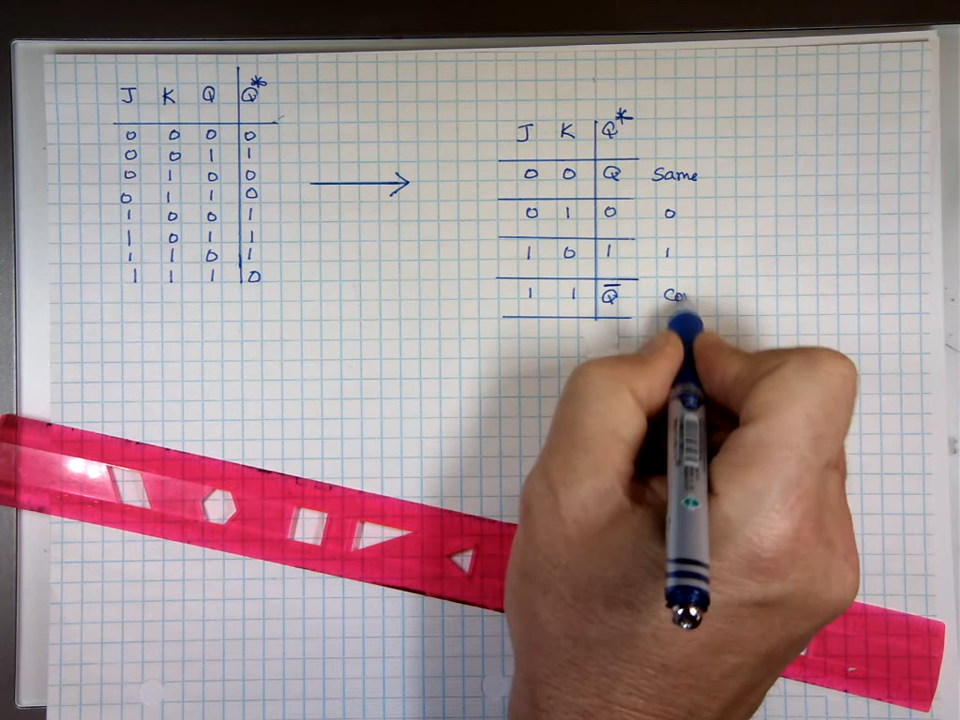 J K Q Q*
0 0 0 0
0 0 1 1
0 1 0 0
0 1 1 0
1 0 0 1
1 0 1 1
1 1 0 1
1 1 1 0
J K Q*
0 0 Q Same
0 1 0 0
1 0 1 1
1 1 Q̅ Co